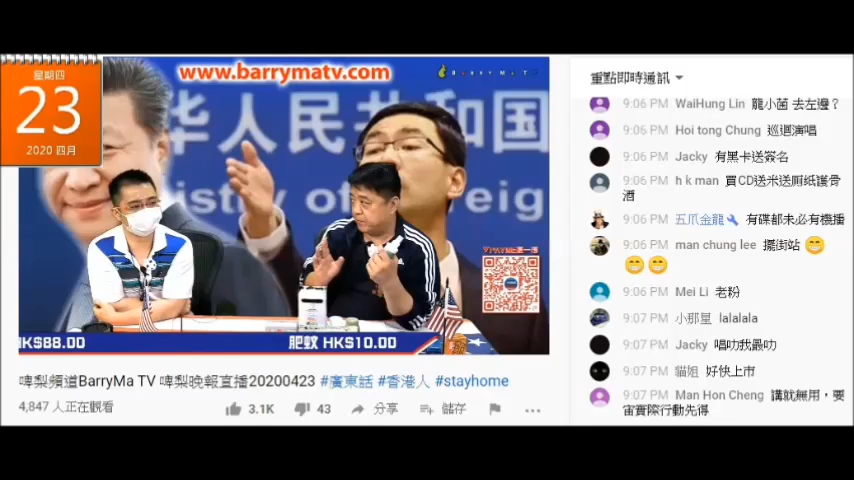 星期四
23
2020 四月
www.barrymatv.com
BARRYMATV
华人民共和国
istry of Foreig
HK$88.00
肥蚊 HK$10.00
啤梨頻道BarryMa TV 啤梨晚報直播20200423 #廣東話 #香港人 #stayhome
4,847 人正在觀看
3.1K
43
分享
儲存
重點即時通訊
9:06 PM WaiHung Lin 龍小菌 去左邊？
9:06 PM Hoi tong Chung 巡迴演唱
9:06 PM Jacky 有黑卡送簽名
9:06 PM h k man 買CD送米送厠紙護骨
酒
9:06 PM 五爪金龍 有碟都未必有機播
9:06 PM man chung lee 擺街站 😁
😁😁
9:06 PM Mei Li 老粉
9:07 PM 小那星 lalalala
9:07 PM Jacky 唱叻我最叻
9:07 PM 貓姐 好快上市
9:07 PM Man Hon Cheng 講就無用，要
宙實際行動先得